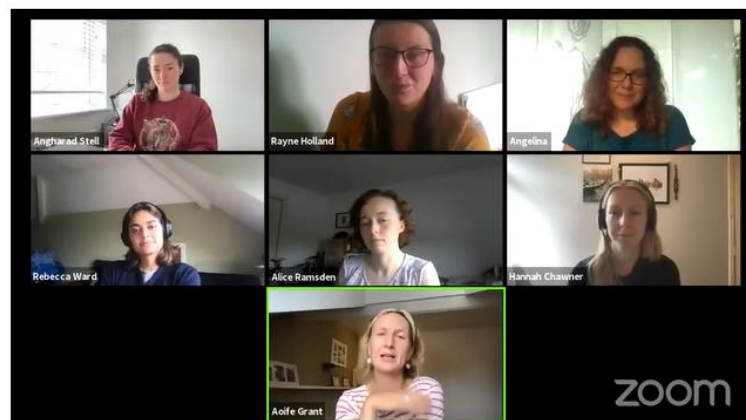 Angharad Stell
Rayne Holland
Angelina
Rebecca Ward
Alice Ramsden
Hannah Chawner
Aoife Grant
zoom